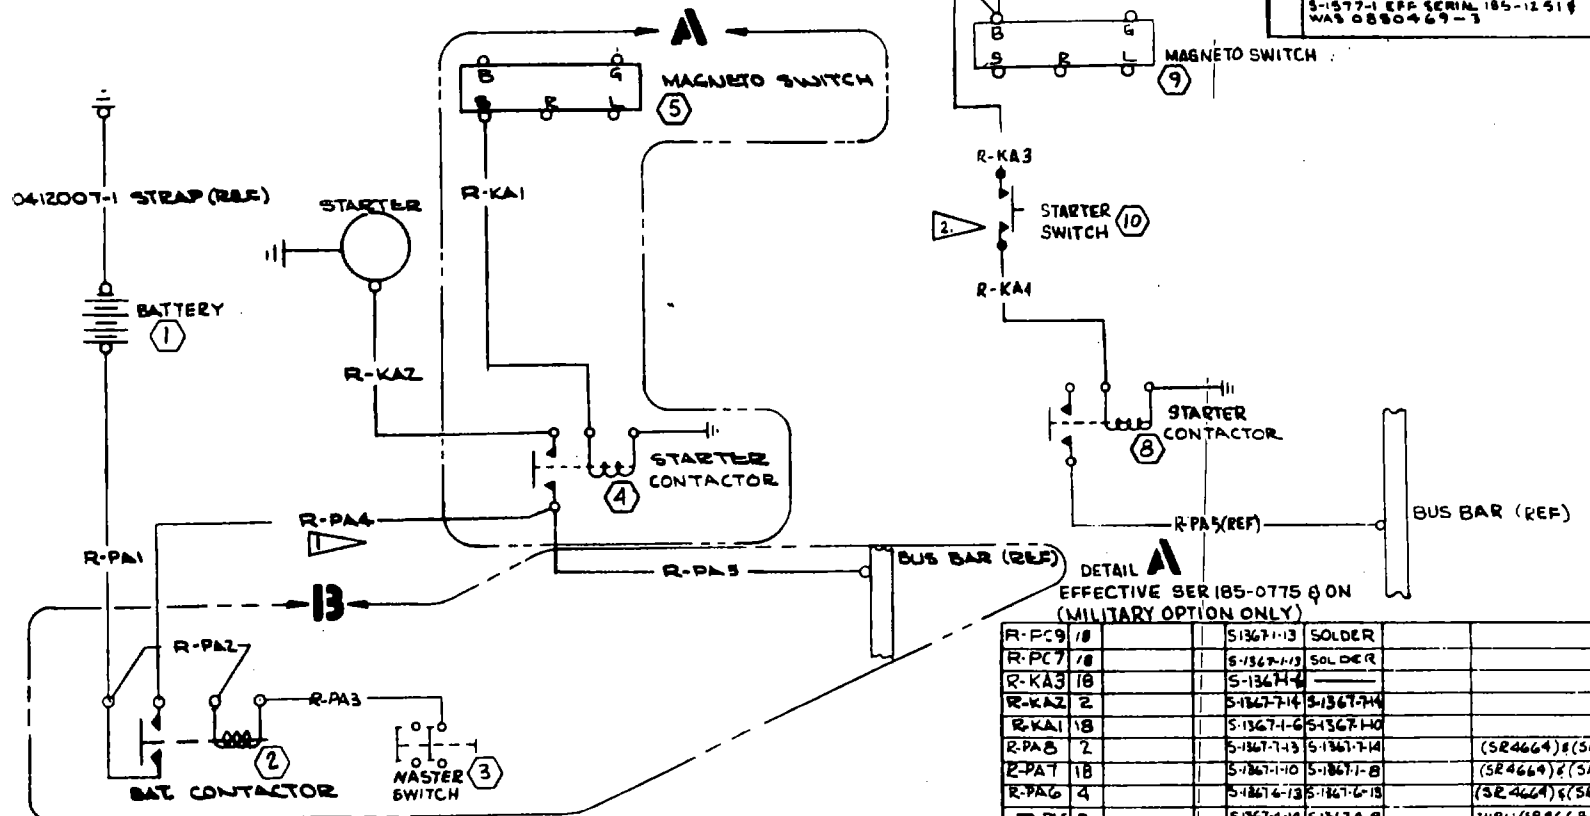 S-1577-1 EFF SERIAL 185-1251 &
WAS 0880469-3
A
B G
S R L
MAGNETO SWITCH
5
B G
S R L
MAGNETO SWITCH
9
0412007-1 STRAP (REF)
STARTER
R-KA1
R-KA3
2.
STARTER
SWITCH
10
R-KA4
BATTERY
1
R-KA2
STARTER
CONTACTOR
4
STARTER
CONTACTOR
8
R-PA4
1
R-PA1
R-PA5(REF)
BUS BAR (REF)
R-PA5
BUS BAR (REF)
B
DETAIL A
EFFECTIVE SER 185-0775 & ON
(MILITARY OPTION ONLY)
R-PA2
R-PA3
2
BAT. CONTACTOR
MASTER
SWITCH
3
R-PC9 18 S-1367-1-13 SOLDER
R-PC7 18 S-1367-1-13 SOLDER
R-KA3 18 S-1367-1-6
R-KA2 2 S-1367-7-14 S-1367-7-14
R-KA1 18 S-1367-1-6 S-1367-1-10
R-PA8 2 S-1367-7-13 S-1367-7-14 (SR4664) &
R-PA7 18 S-1367-1-10 S-1367-1-8 (SR4664) &
R-PA6 4 S-1367-6-13 S-1367-6-13 (SR4664) &